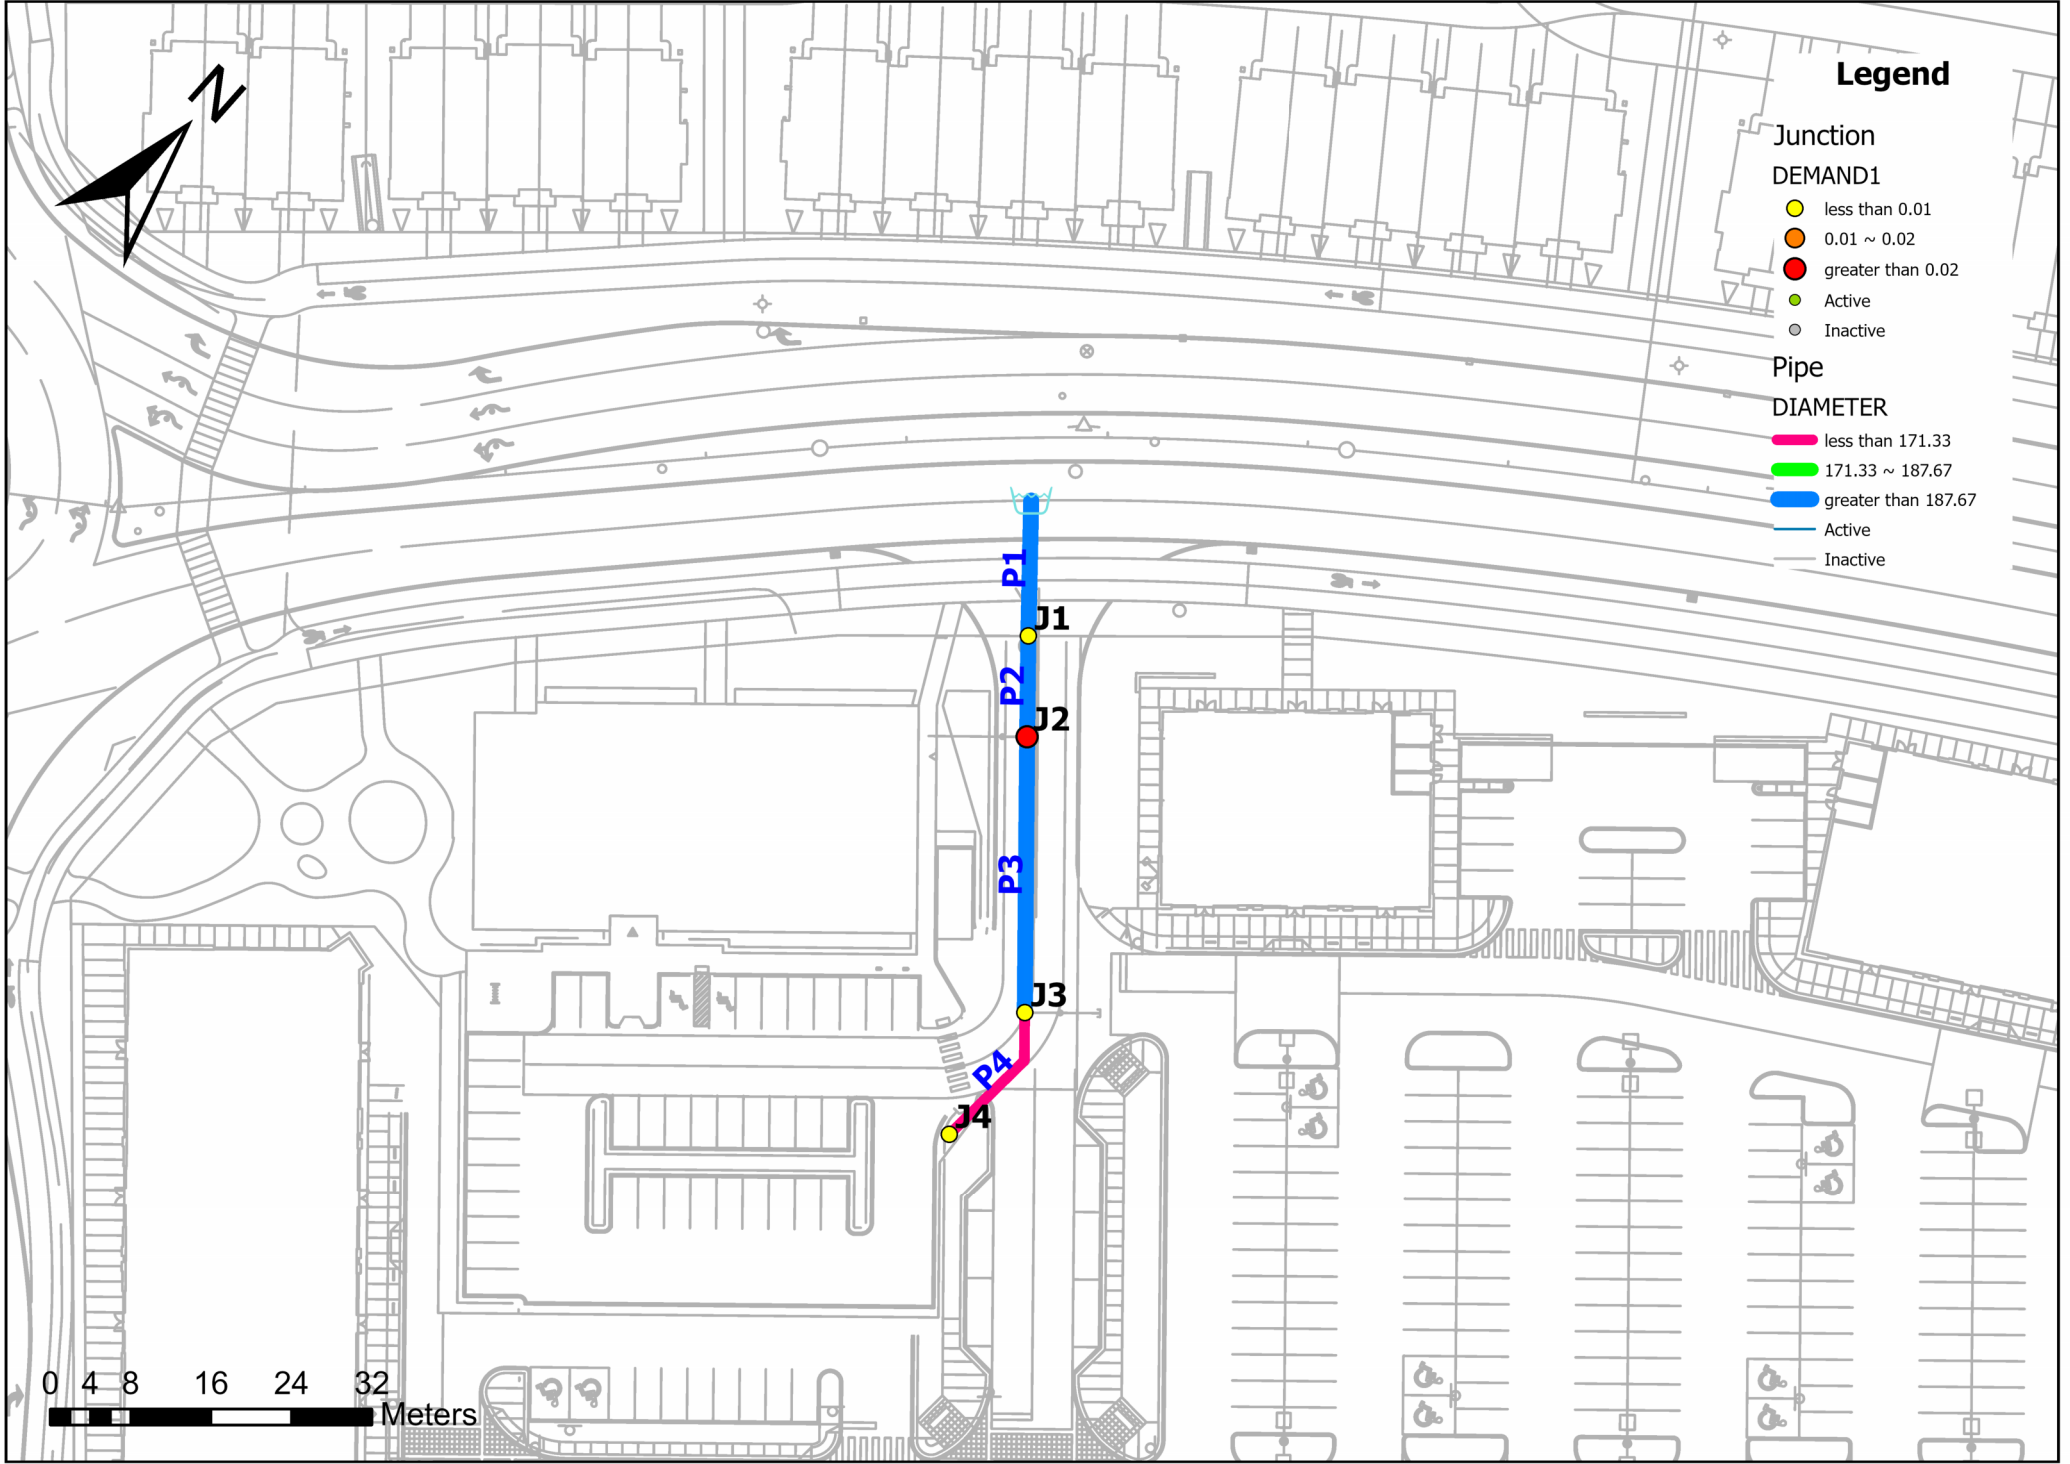 N
Legend
Junction
DEMAND1
less than 0.01
0.01 ~ 0.02
greater than 0.02
Active
Inactive
Pipe
DIAMETER
less than 171.33
171.33 ~ 187.67
greater than 187.67
Active
Inactive
P1
J1
P2
J2
P3
J3
P4
J4
0 4 8 16 24 32
Meters